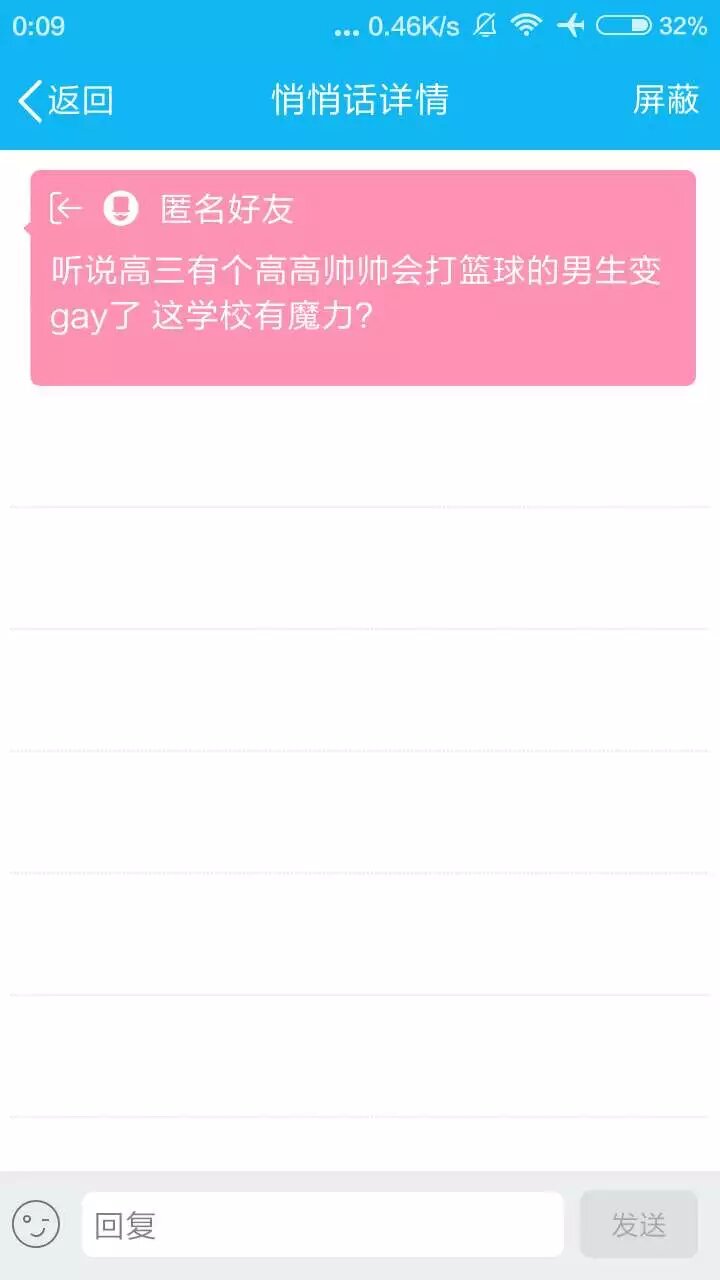 0:09 ... 0.46K/s 32%
返回 悄悄话详情 屏蔽
匿名好友
听说高三有个高高帅帅会打篮球的男生变
gay了 这学校有魔力?
回复 发送